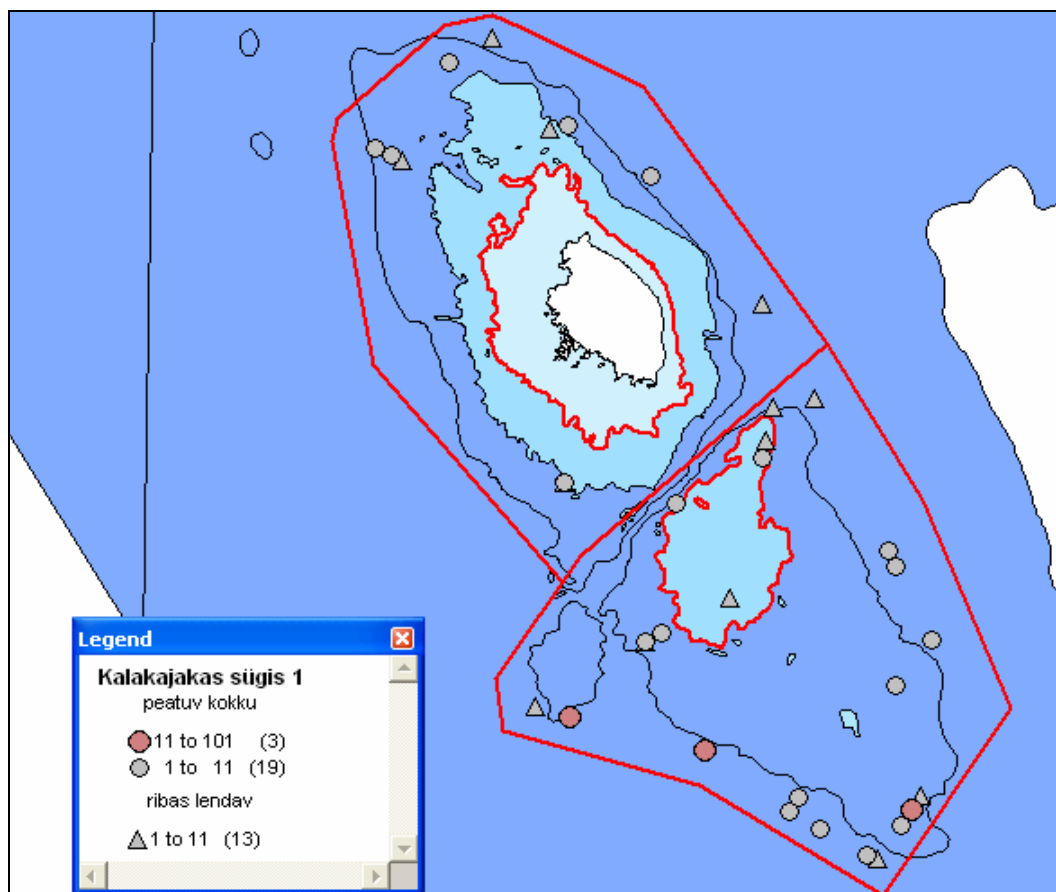 Legend
Kalakajakas sügis 1
peatuv kokku
11 to 101 (3)
1 to 11 (19)
ribas lendav
1 to 11 (13)